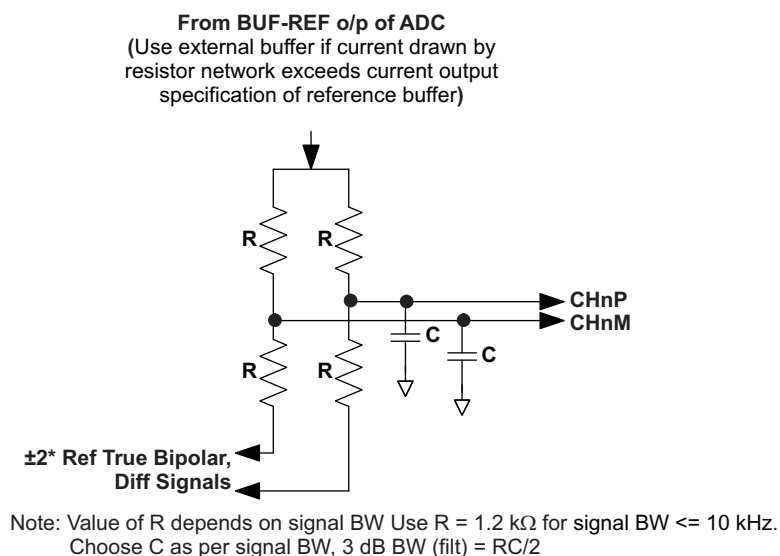 From BUF-REF o/p of ADC
(Use external buffer if current drawn by
resistor network exceeds current output
specification of reference buffer)
R
R
CHnP
CHnM
C
C
R
R
±2* Ref True Bipolar,
Diff Signals
Note: Value of R depends on signal BW Use R = 1.2 kΩ for signal BW <= 10 kHz.
Choose C as per signal BW, 3 dB BW (filt) = RC/2